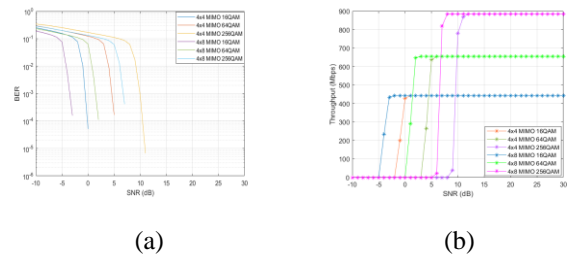 4x4 MIMO 16QAM
4x4 MIMO 64QAM
4x4 MIMO 256QAM
4x8 MIMO 16QAM
4x8 MIMO 64QAM
4x8 MIMO 256QAM
BER
10^0
10^-1
10^-2
10^-3
10^-4
10^-5
10^-6
-10 -5 0 5 10 15 20 25 30
SNR (dB)
(a)
Throughput (Mbps)
900
800
700
600
500
400
300
200
100
0
4x4 MIMO 16QAM
4x4 MIMO 64QAM
4x4 MIMO 256QAM
4x8 MIMO 16QAM
4x8 MIMO 64QAM
4x8 MIMO 256QAM
-10 -5 0 5 10 15 20 25 30
SNR (dB)
(b)